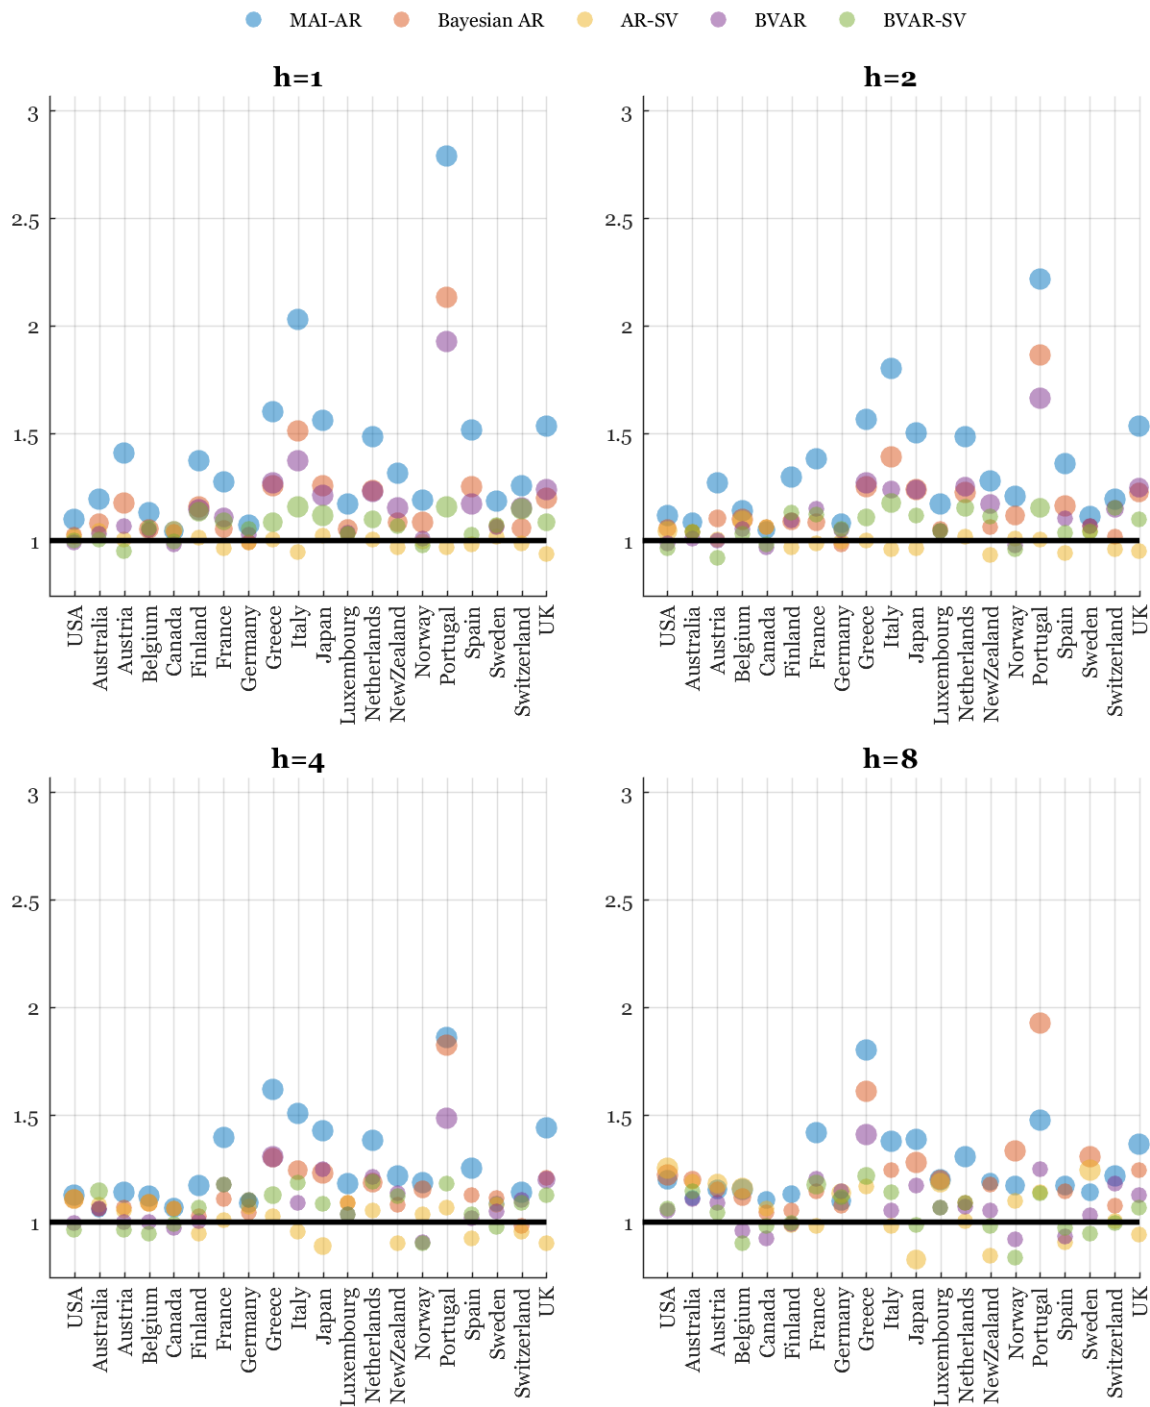 MAI-AR Bayesian AR AR-SV BVAR BVAR-SV
h=1
3
2.5
2
1.5
1
USA Australia Austria Belgium Canada Finland France Germany Greece Italy Japan Luxembourg Netherlands NewZealand Norway Portugal Spain Sweden Switzerland UK
h=2
3
2.5
2
1.5
1
USA Australia Austria Belgium Canada Finland France Germany Greece Italy Japan Luxembourg Netherlands NewZealand Norway Portugal Spain Sweden Switzerland UK
h=4
3
2.5
2
1.5
1
USA Australia Austria Belgium Canada Finland France Germany Greece Italy Japan Luxembourg Netherlands NewZealand Norway Portugal Spain Sweden Switzerland UK
h=8
3
2.5
2
1.5
1
USA Australia Austria Belgium Canada Finland France Germany Greece Italy Japan Luxembourg Netherlands NewZealand Norway Portugal Spain Sweden Switzerland UK